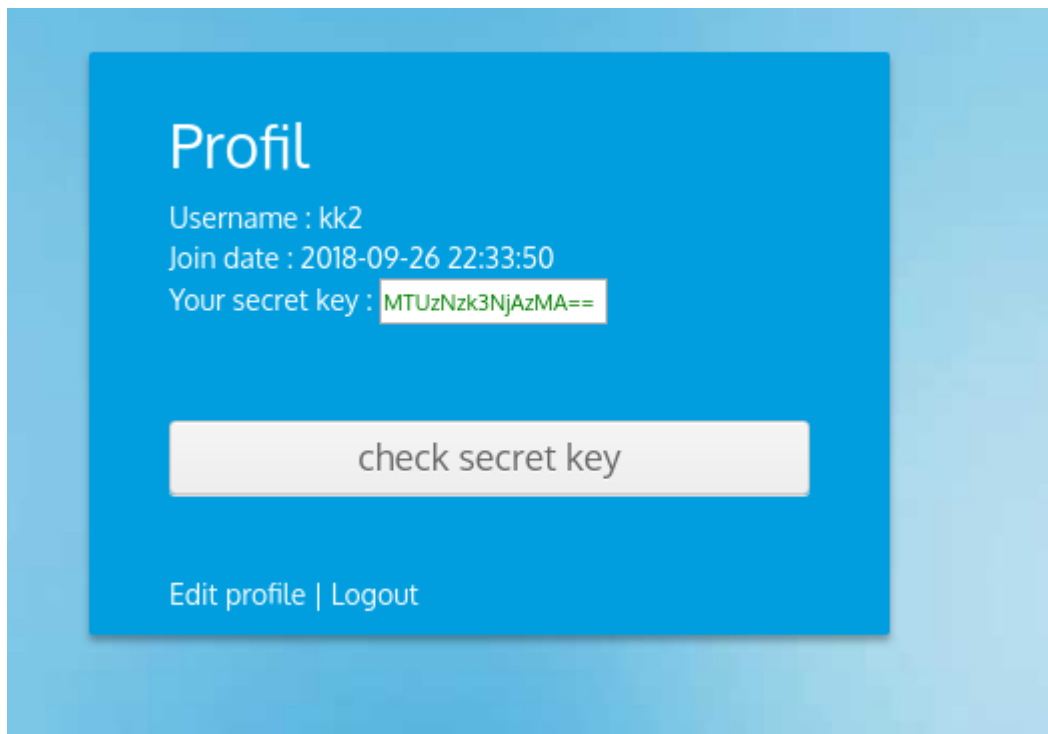 Profil
Username : kk2
Join date : 2018-09-26 22:33:50
Your secret key : MTUzNzk3NjAzMA==
check secret key
Edit profile | Logout